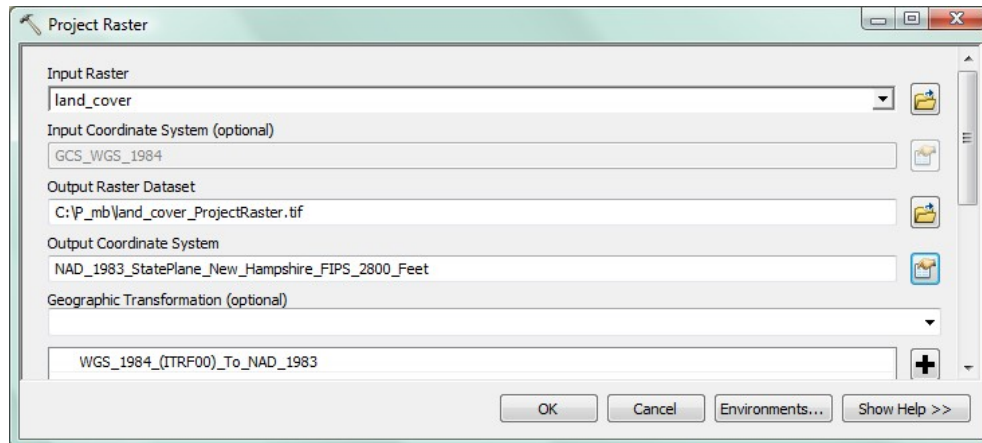 Project Raster
Input Raster
land_cover
Input Coordinate System (optional)
GCS_WGS_1984
Output Raster Dataset
C:\P_mb\land_cover_ProjectRaster.tif
Output Coordinate System
NAD_1983_StatePlane_New_Hampshire_FIPS_2800_Feet
Geographic Transformation (optional)
WGS_1984_(ITRF00)_To_NAD_1983
OK Cancel Environments... Show Help >>